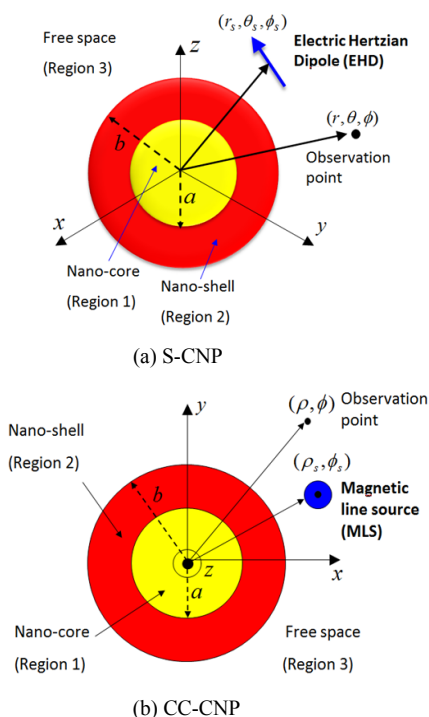 Free space
(Region 3)
z
(r_s, θ_s, ϕ_s)
Electric Hertzian
Dipole (EHD)
(r, θ, ϕ)
Observation
point
b
a
x
y
Nano-core
(Region 1)
Nano-shell
(Region 2)
(a) S-CNP
y
(ρ, ϕ)
Observation
point
Nano-shell
(Region 2)
(ρ_s, ϕ_s)
Magnetic
line source
(MLS)
b
z
x
a
Nano-core
(Region 1)
Free space
(Region 3)
(b) CC-CNP